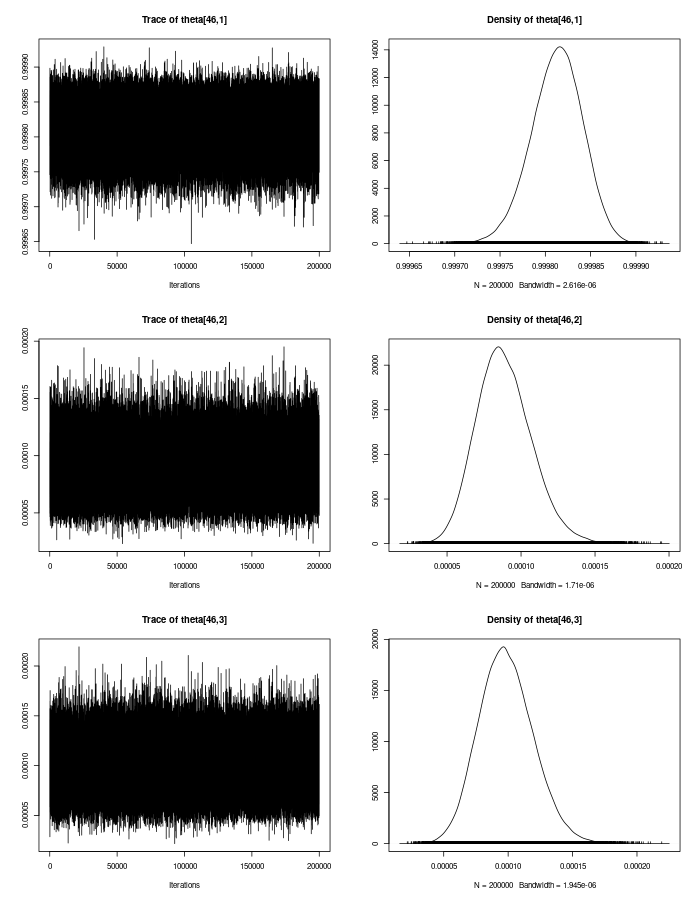 Trace of theta[46,1]
0.99965 0.99970 0.99975 0.99980 0.99985 0.99990
0 50000 100000 150000 200000
Iterations
Density of theta[46,1]
0 2000 4000 6000 8000 10000 12000 14000
0.99965 0.99970 0.99975 0.99980 0.99985 0.99990
N = 200000 Bandwidth = 2.616e-06
Trace of theta[46,2]
0.00005 0.00010 0.00015 0.00020
0 50000 100000 150000 200000
Iterations
Density of theta[46,2]
0 5000 10000 15000 20000
0.00005 0.00010 0.00015 0.00020
N = 200000 Bandwidth = 1.71e-06
Trace of theta[46,3]
0.00005 0.00010 0.00015 0.00020
0 50000 100000 150000 200000
Iterations
Density of theta[46,3]
0 5000 10000 15000 20000
0.00005 0.00010 0.00015 0.00020
N = 200000 Bandwidth = 1.945e-06